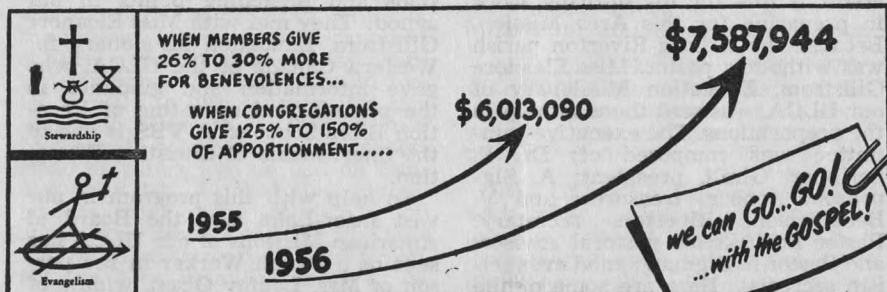 Stewardship
Evangelism
WHEN MEMBERS GIVE
26% TO 30% MORE
FOR BENEVOLENCES...
WHEN CONGREGATIONS
GIVE 125% TO 150%
OF APPORTIONMENT.....
1955
1956
$6,013,090
$7,587,944
we can GO...GO!
...with the GOSPEL!